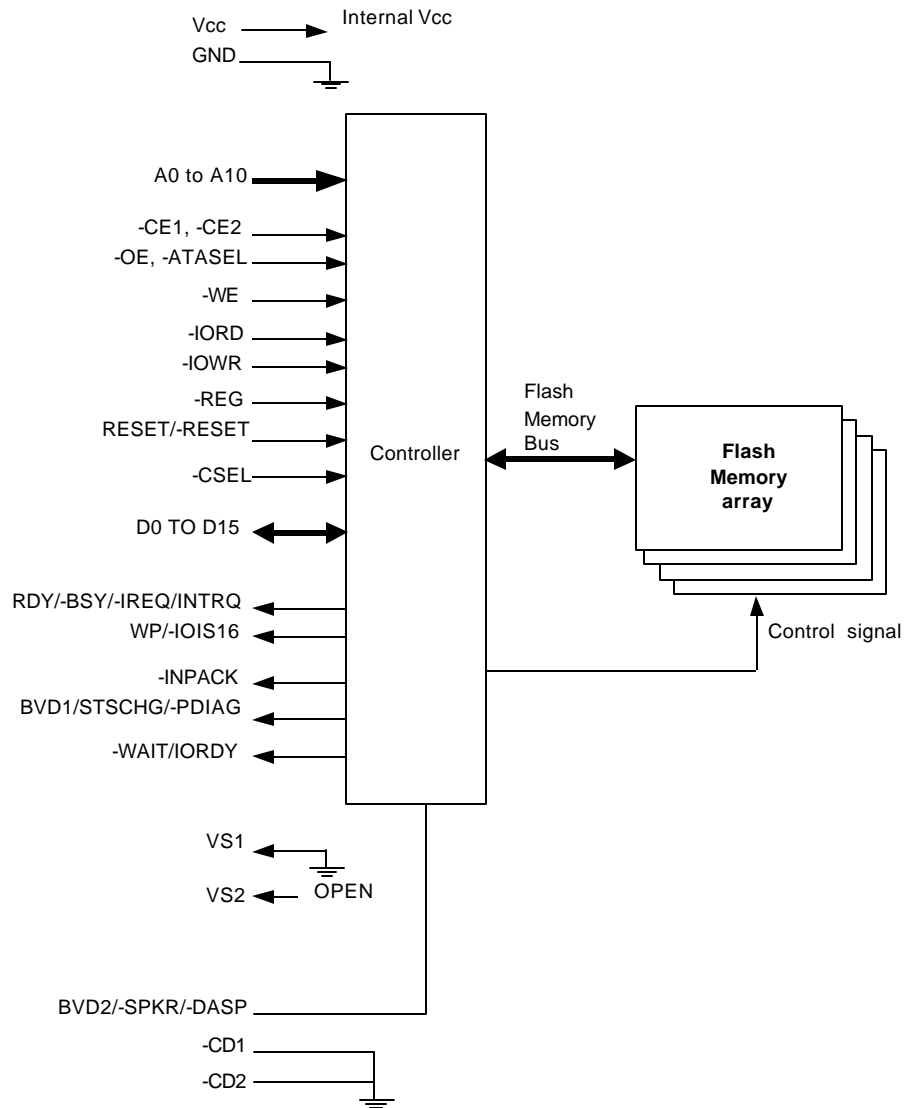 Vcc
Internal Vcc
GND
A0 to A10
-CE1, -CE2
-OE, -ATASEL
-WE
-IORD
-IOWR
-REG
RESET/-RESET
-CSEL
D0 TO D15
RDY/-BSY/-IREQ/INTRQ
WP/-IOIS16
-INPACK
BVD1/STSCHG/-PDIAG
-WAIT/IORDY
Controller
Flash
Memory
Bus
Flash
Memory
array
Control signal
VS1
VS2
OPEN
BVD2/-SPKR/-DASP
-CD1
-CD2